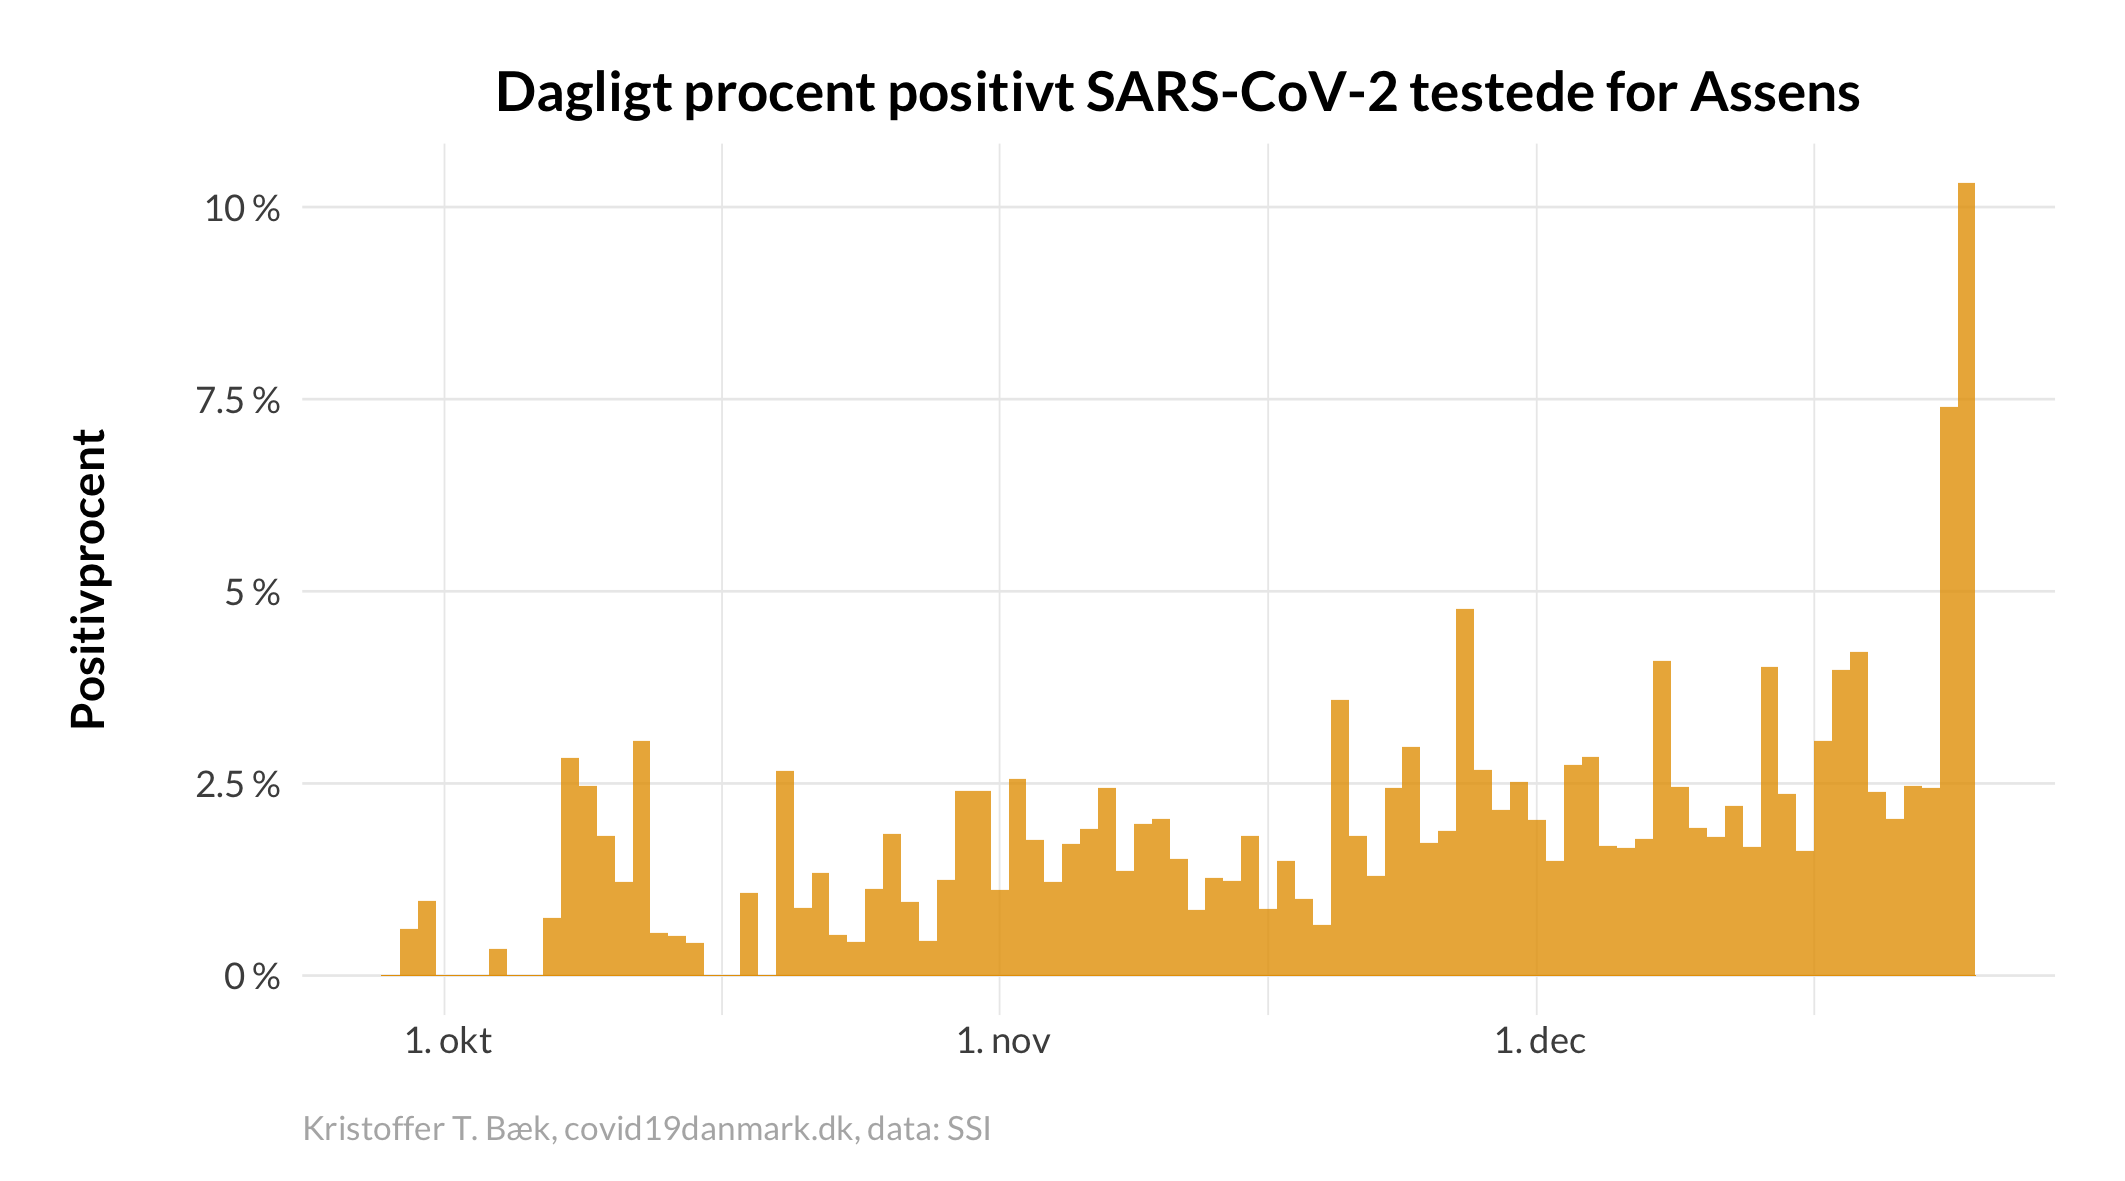 Dagligt procent positivt SARS-CoV-2 testede for Assens
Positivprocent
10 %
7.5 %
5 %
2.5 %
0 %
1. okt
1. nov
1. dec
Kristoffer T. Bæk, covid19danmark.dk, data: SSI